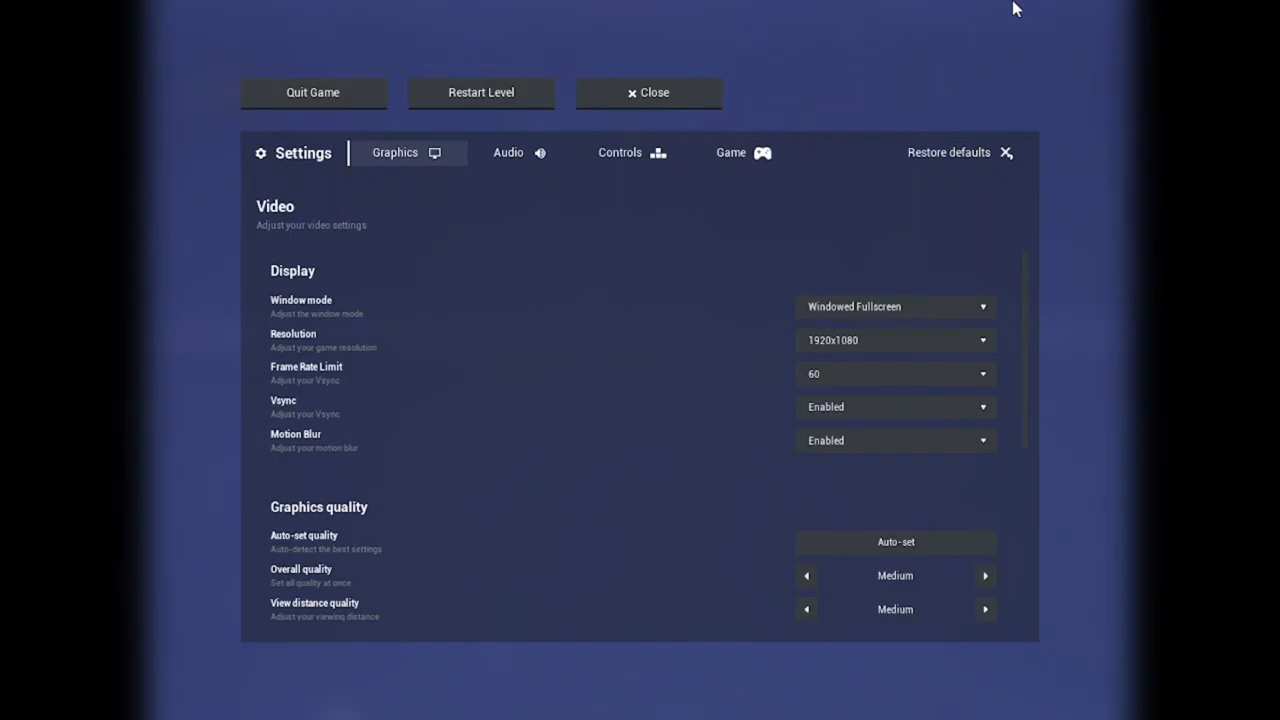 Quit Game
Restart Level
Close
Settings
Graphics
Audio
Controls
Game
Restore defaults
Video
Adjust your video settings
Display
Window mode
Adjust the window mode
Windowed Fullscreen
Resolution
Adjust your game resolution
1920x1080
Frame Rate Limit
Adjust your Vsync
60
Vsync
Adjust your Vsync
Enabled
Motion Blur
Adjust your motion blur
Enabled
Graphics quality
Auto-set quality
Auto-detect the best settings
Auto-set
Overall quality
Set all quality at once
Medium
View distance quality
Adjust your viewing distance
Medium